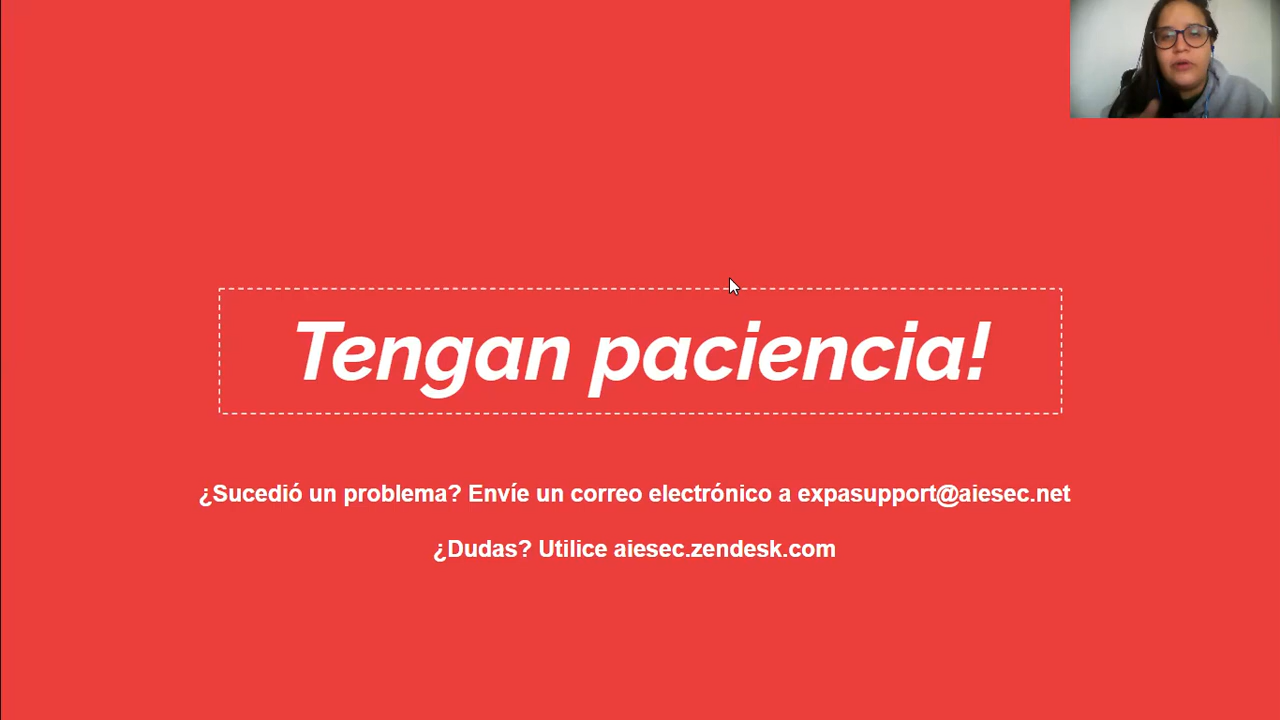 Tengan paciencia!
¿Sucedió un problema? Envíe un correo electrónico a expasupport@aiesec.net
¿Dudas? Utilice aiesec.zendesk.com